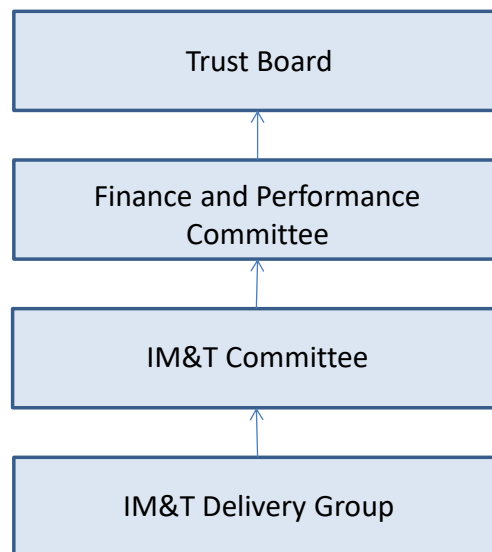 Trust Board
Finance and Performance
Committee
IM&T Committee
IM&T Delivery Group